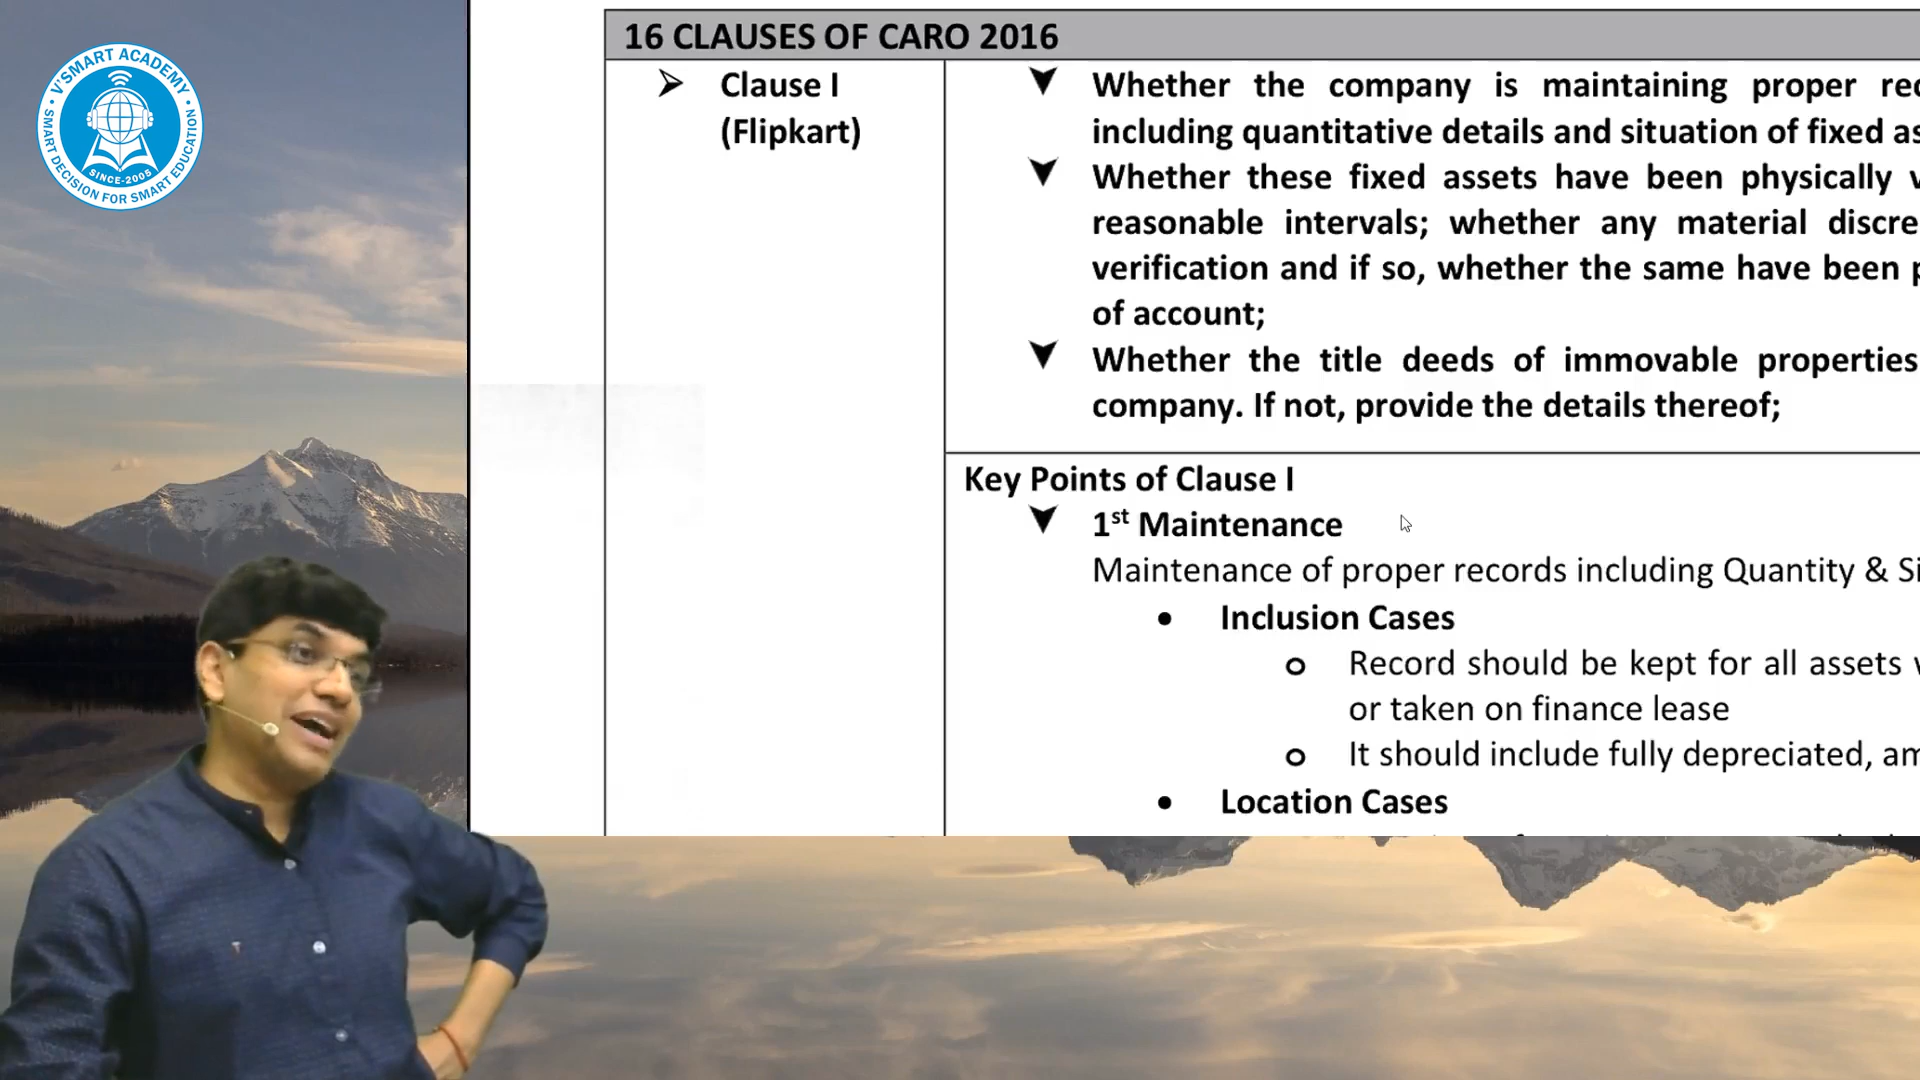 V'SMART ACADEMY
SINCE-2005
SMART DECISION FOR SMART EDUCATION
16 CLAUSES OF CARO 2016
➢ Clause I
(Flipkart)
Whether the company is maintaining proper
including quantitative details and situation of fixed
Whether these fixed assets have been physically
reasonable intervals; whether any material
verification and if so, whether the same have been
of account;
Whether the title deeds of immovable properties
company. If not, provide the details thereof;
Key Points of Clause I
1st Maintenance
Maintenance of proper records including Quantity &
• Inclusion Cases
o Record should be kept for all assets
or taken on finance lease
o It should include fully depreciated,
• Location Cases